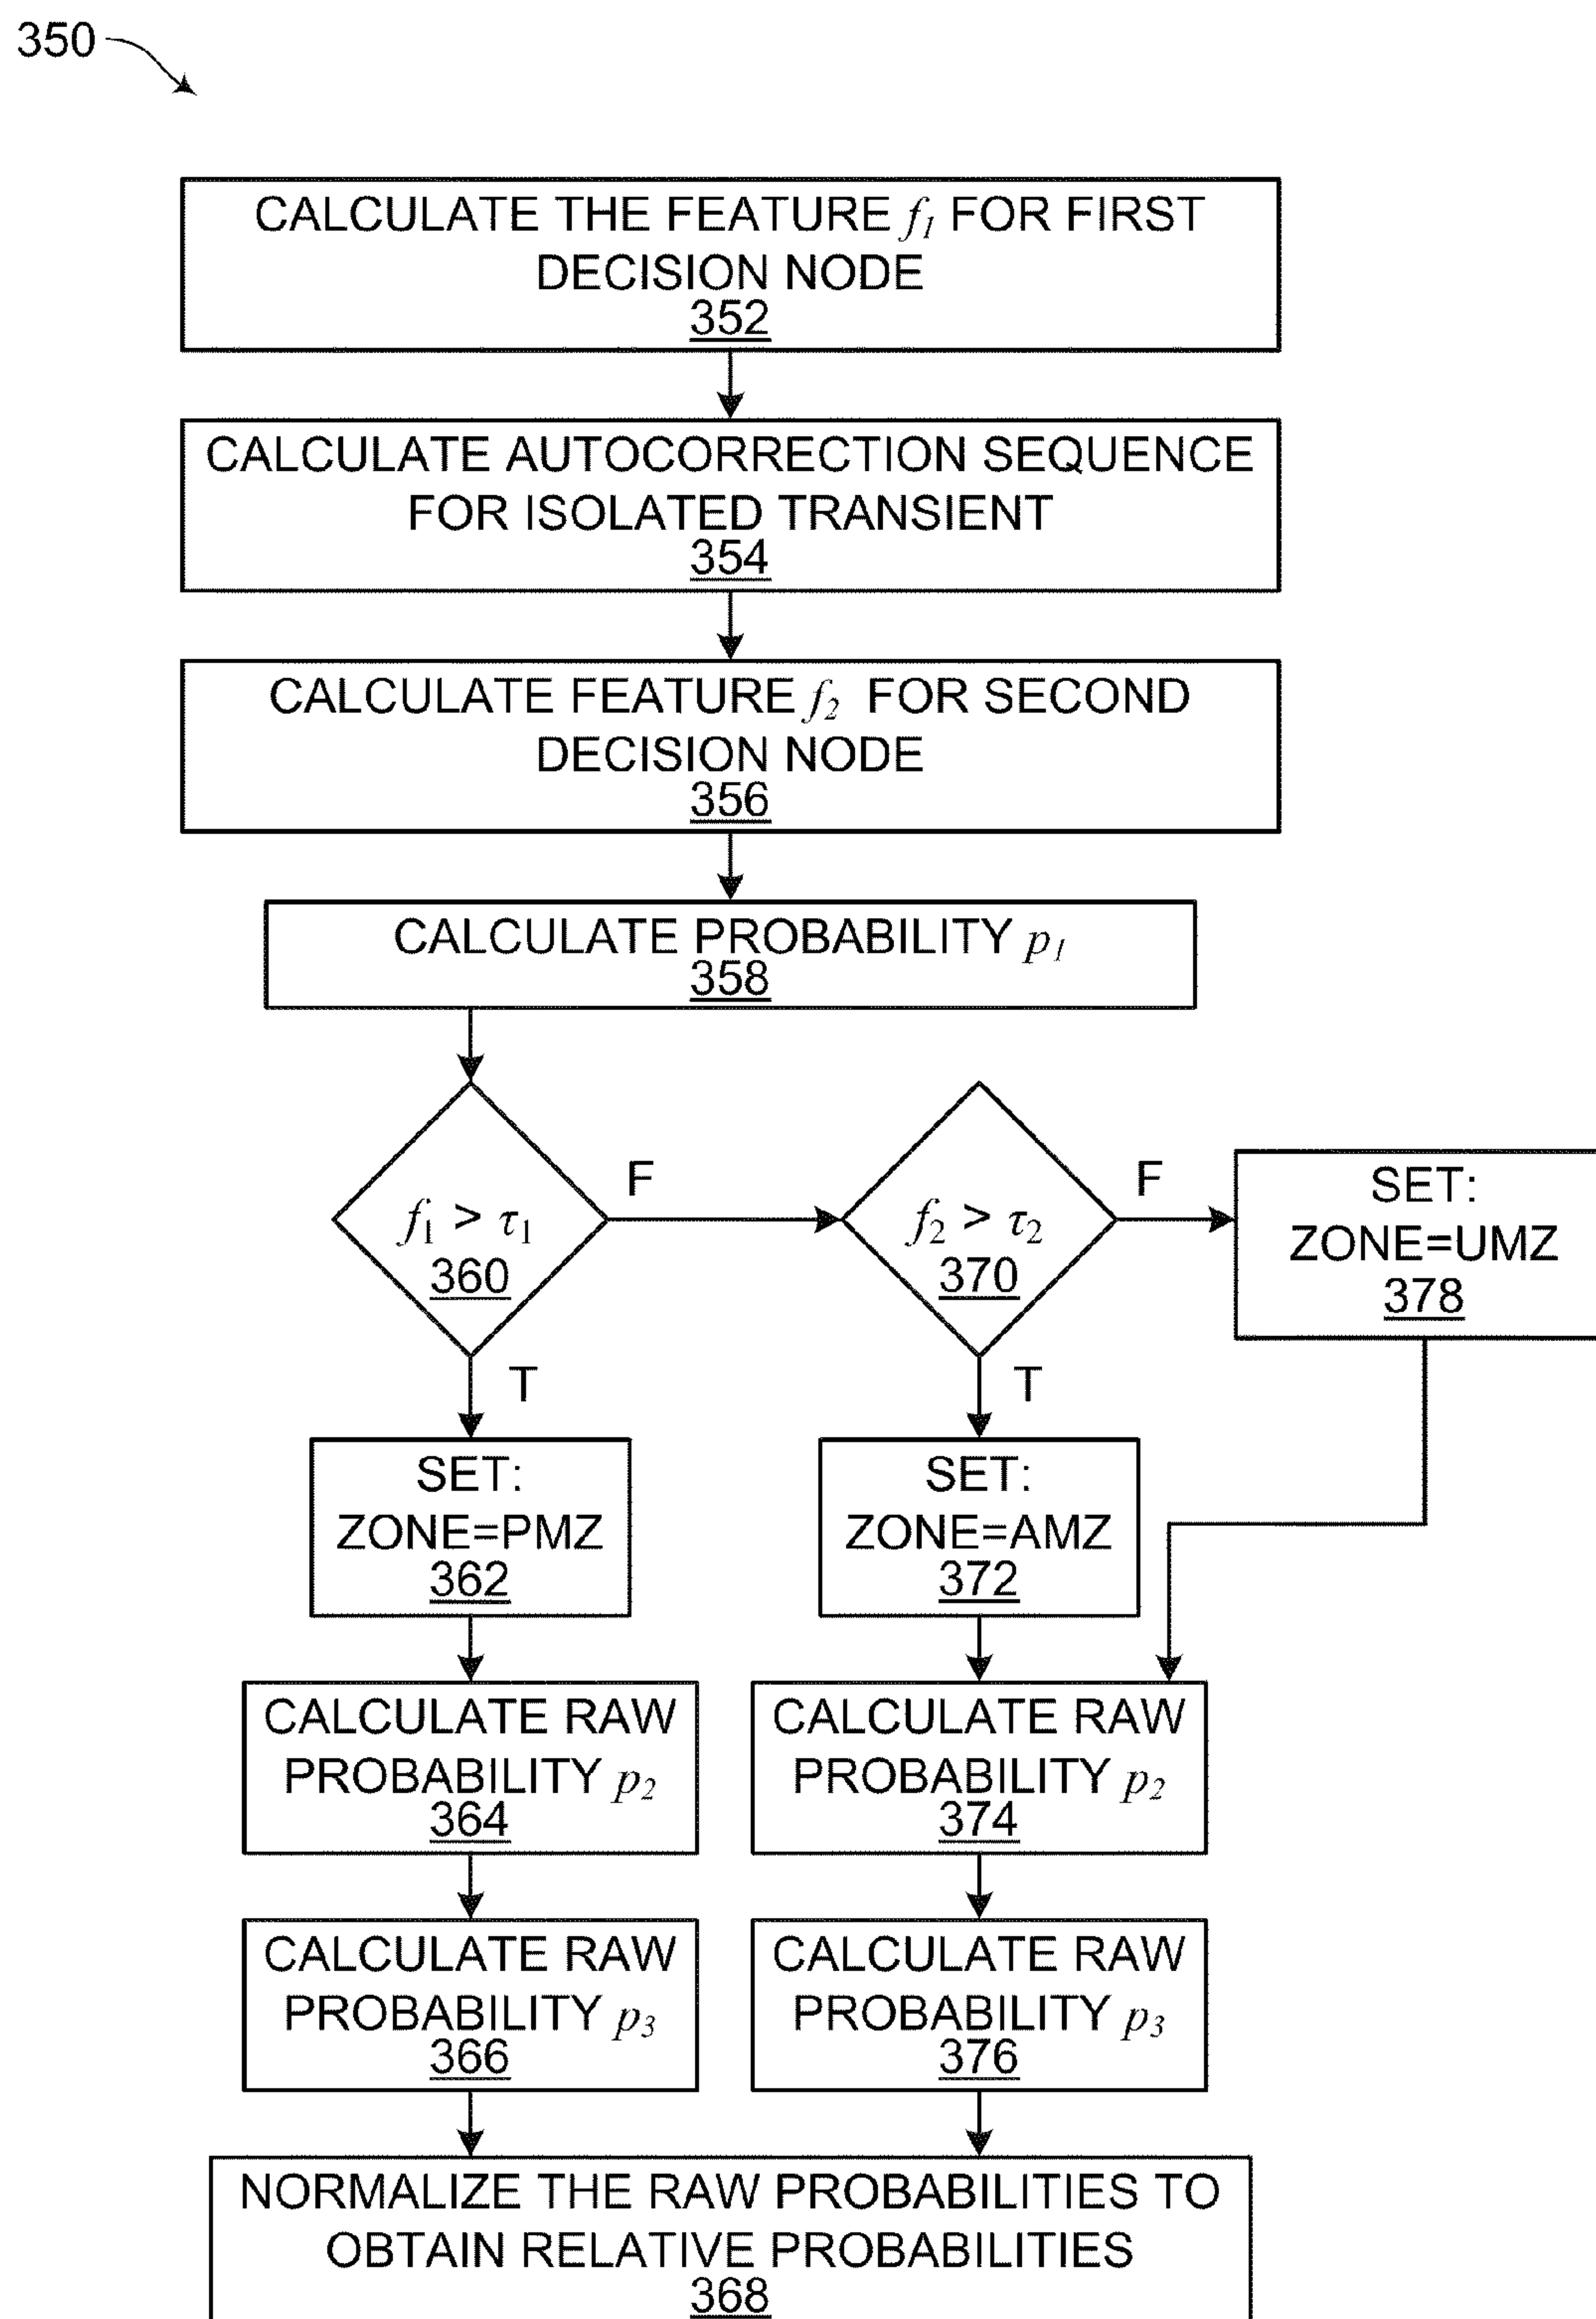 350
CALCULATE THE FEATURE f1 FOR FIRST
DECISION NODE
352
CALCULATE AUTOCORRECTION SEQUENCE
FOR ISOLATED TRANSIENT
354
CALCULATE FEATURE f2 FOR SECOND
DECISION NODE
356
CALCULATE PROBABILITY p1
358
f1 > τ1
360
F
T
f2 > τ2
370
F
T
SET:
ZONE=UMZ
378
SET:
ZONE=PMZ
362
SET:
ZONE=AMZ
372
CALCULATE RAW
PROBABILITY p2
364
CALCULATE RAW
PROBABILITY p2
374
CALCULATE RAW
PROBABILITY p3
366
CALCULATE RAW
PROBABILITY p3
376
NORMALIZE THE RAW PROBABILITIES TO
OBTAIN RELATIVE PROBABILITIES
368